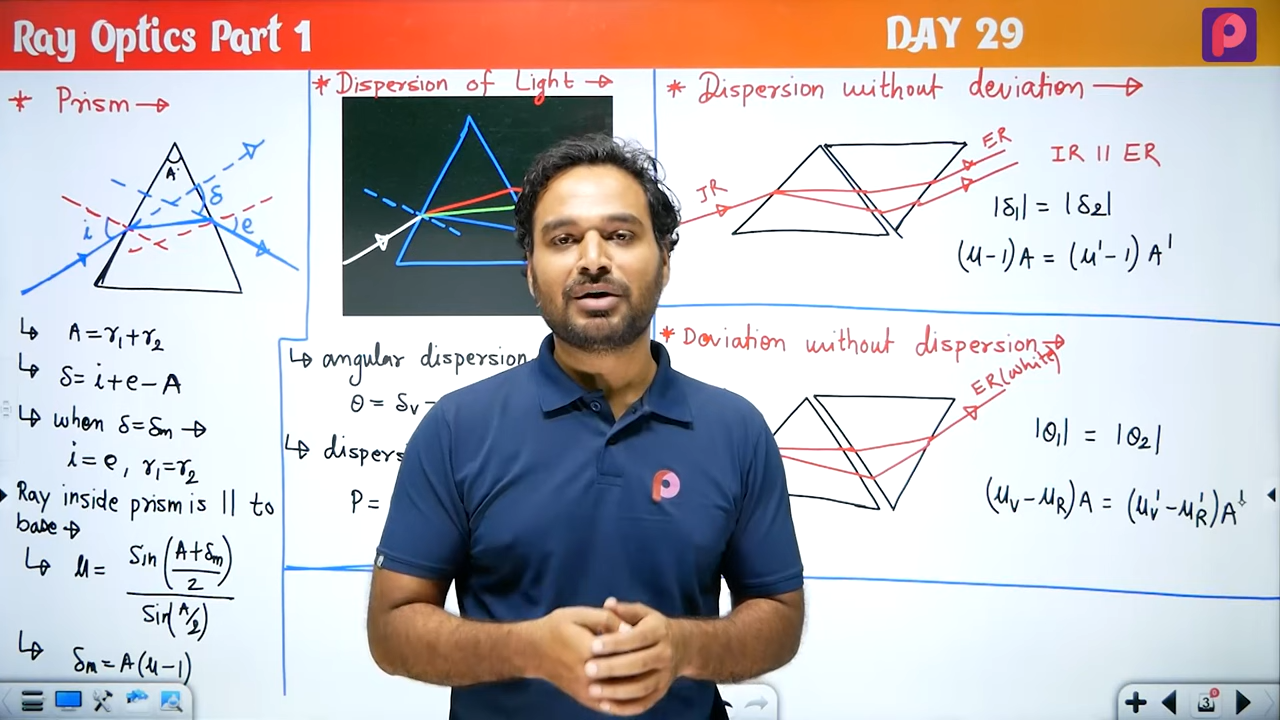 Ray Optics Part 1
DAY 29
* Prism →
A
δ
i
e
↳ A = r₁ + r₂
↳ δ = i + e − A
↳ when δ = δm →
i = e, r₁ = r₂
Ray inside prism is || to
base →
↳ μ = Sin((A+δm)/2) / Sin(A/2)
↳ δm = A(μ−1)
* Dispersion of Light →
↳ angular dispersion
θ = δv −
↳ dispers
P =
* Dispersion without deviation →
IR
ER
IR || ER
|δ₁| = |δ₂|
(μ−1)A = (μ'−1)A'
* Deviation without dispersion →
ER(white)
|θ₁| = |θ₂|
(μv − μR)A = (μv' − μR')A'
3